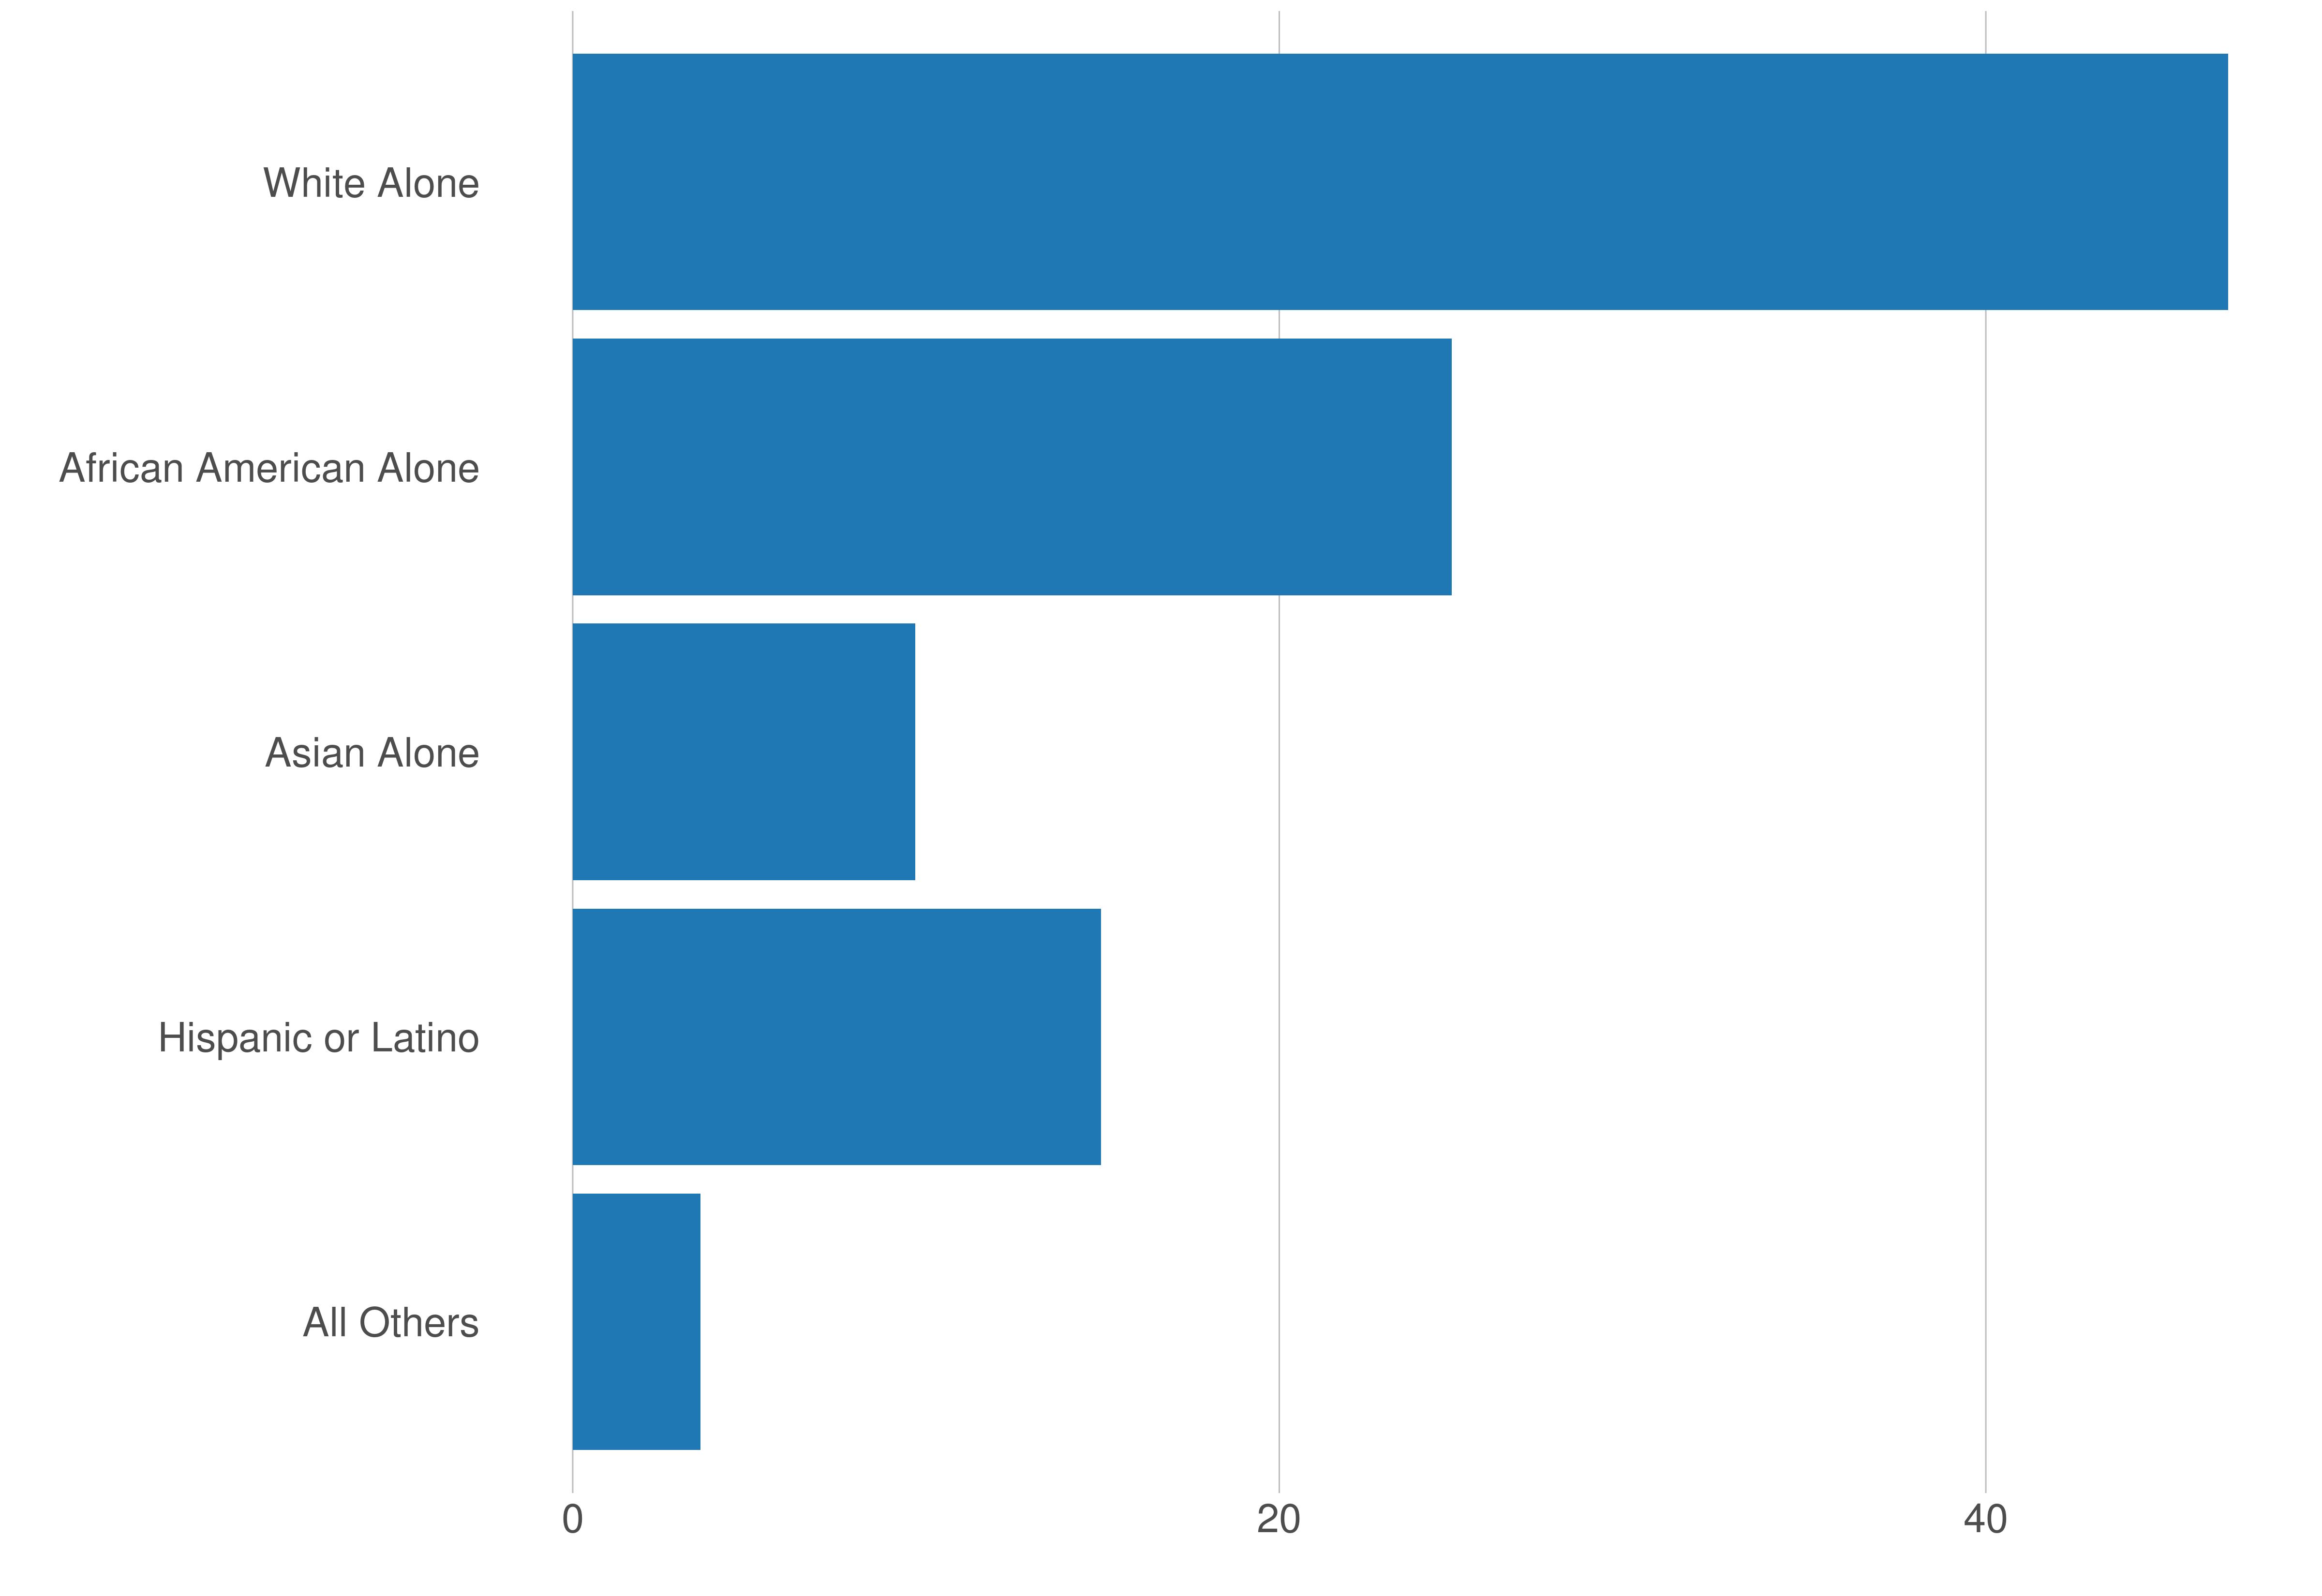 White Alone
African American Alone
Asian Alone
Hispanic or Latino
All Others
0 20 40